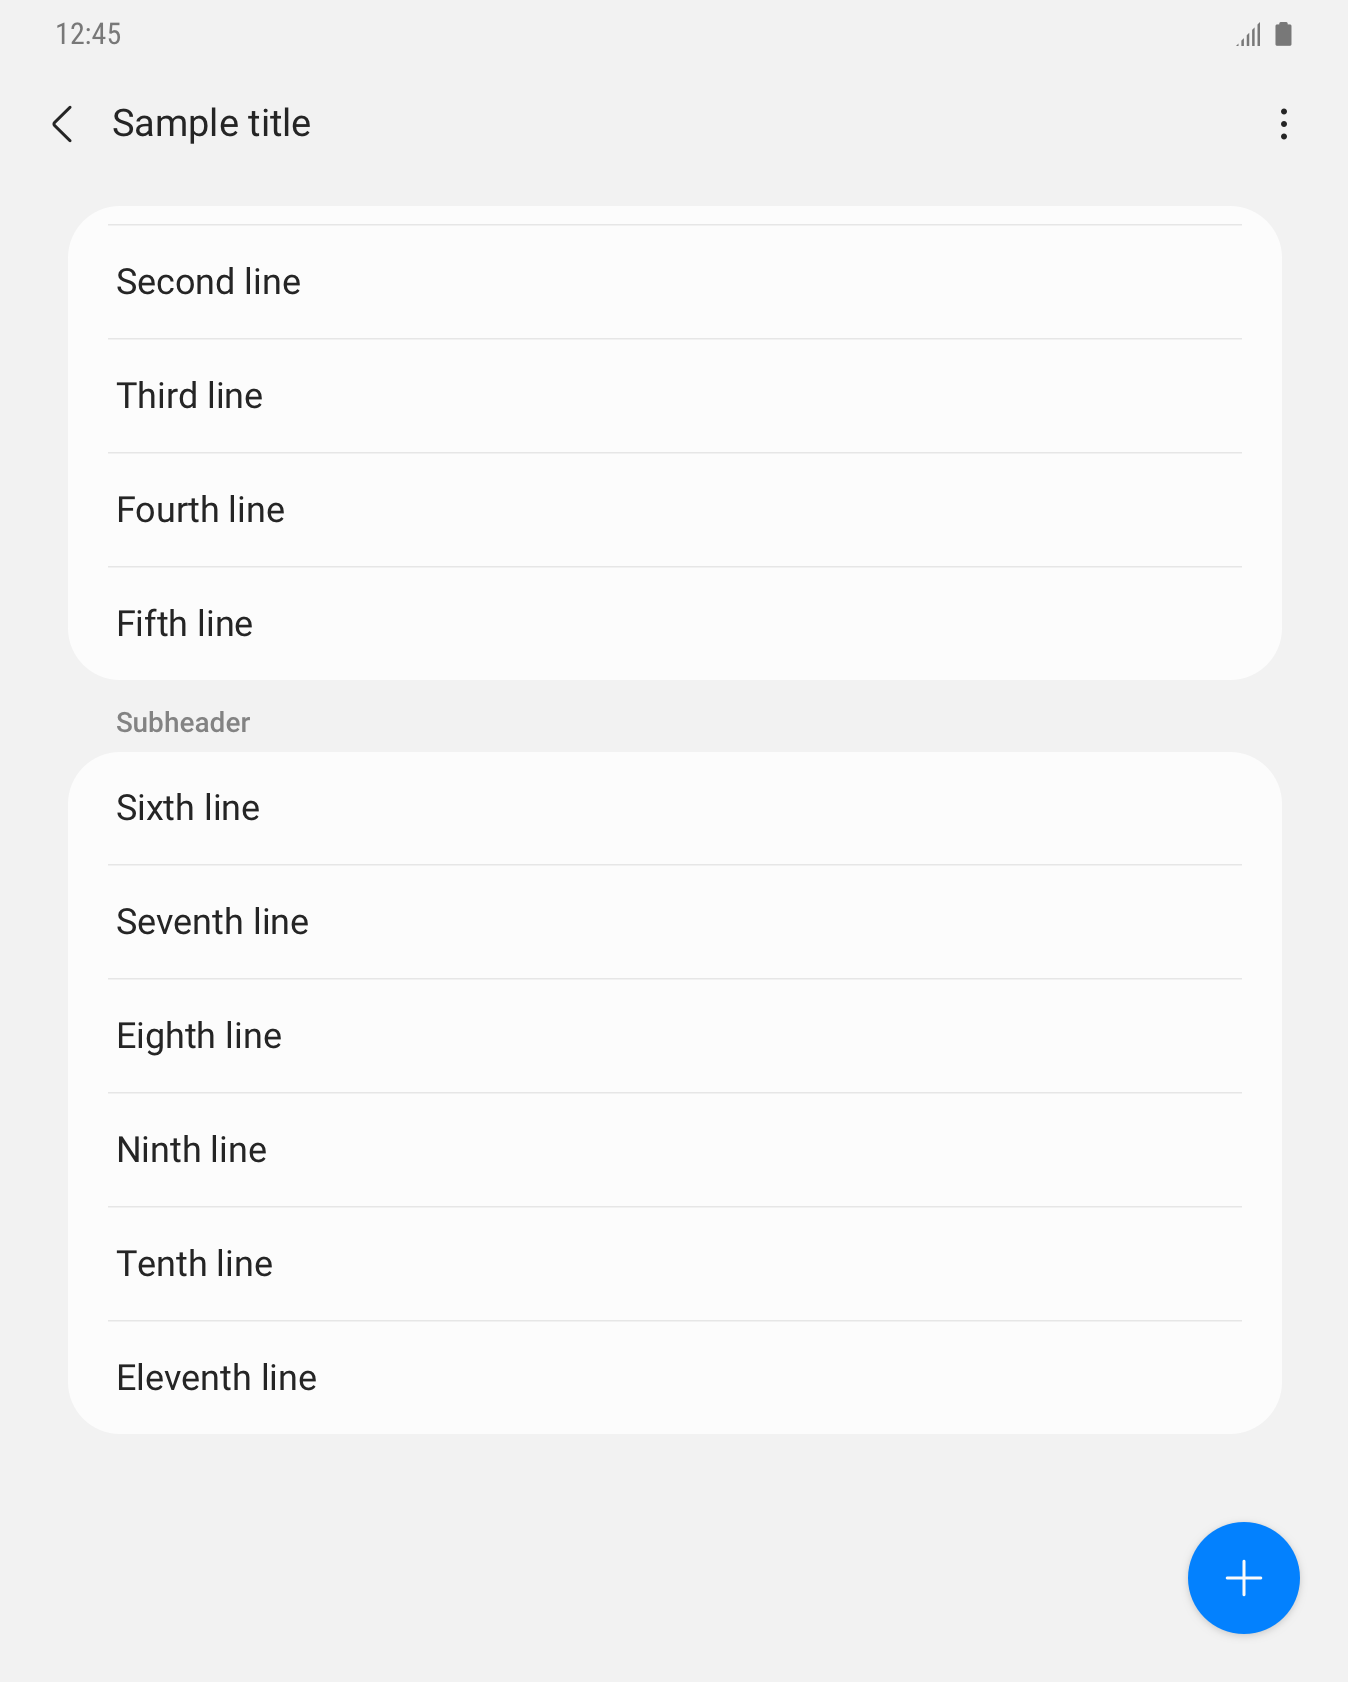 12:45
Sample title
Second line
Third line
Fourth line
Fifth line
Subheader
Sixth line
Seventh line
Eighth line
Ninth line
Tenth line
Eleventh line